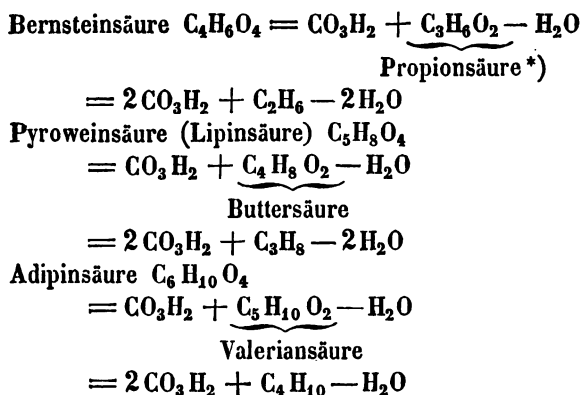 Bernsteinsäure C₄H₆O₄ = CO₃H₂ + C₃H₆O₂ — H₂O
Propionsäure *)
= 2CO₃H₂ + C₂H₆ — 2H₂O
Pyroweinsäure (Lipinsäure) C₅H₈O₄
= CO₃H₂ + C₄H₈O₂ — H₂O
Buttersäure
= 2CO₃H₂ + C₃H₈ — 2H₂O
Adipinsäure C₆H₁₀O₄
= CO₃H₂ + C₅H₁₀O₂ — H₂O
Valeriansäure
= 2CO₃H₂ + C₄H₁₀ — H₂O